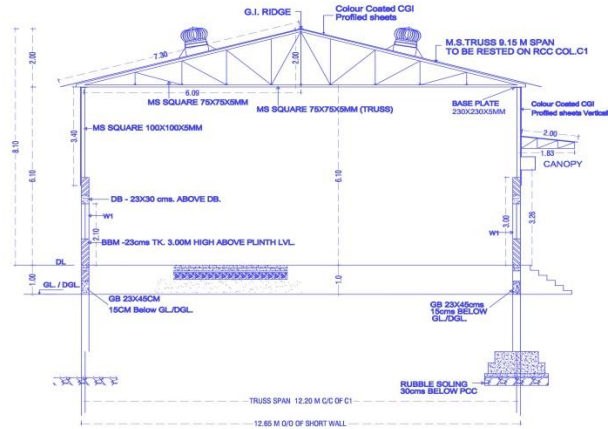 G.I. RIDGE
Colour Coated CGI
Profiled sheets
7.30
M.S.TRUSS 9.15 M SPAN
TO BE RESTED ON RCC COL.C1
2.00
2.00
6.09
MS SQUARE 75X75X5MM
MS SQUARE 75X75X5MM (TRUSS)
BASE PLATE
230X230X5MM
Colour Coated CGI
Profiled sheets Vertical
MS SQUARE 100X100X5MM
2.00
1.83
CANOPY
3.40
8.10
6.10
6.10
6.10
DB - 23X30 cms. ABOVE DB.
W1
2.10
3.00
W1
3.26
BBM -23cms TK. 3.00M HIGH ABOVE PLINTH LVL.
DL
1.00
1.0
GL. / DGL.
GB 23X45CM
15CM Below GL./DGL.
GB 23X45cms
15cms BELOW
GL./DGL.
RUBBLE SOLING
30cms BELOW PCC
TRUSS SPAN 12.20 M C/C OF C1
12.65 M O/O OF SHORT WALL